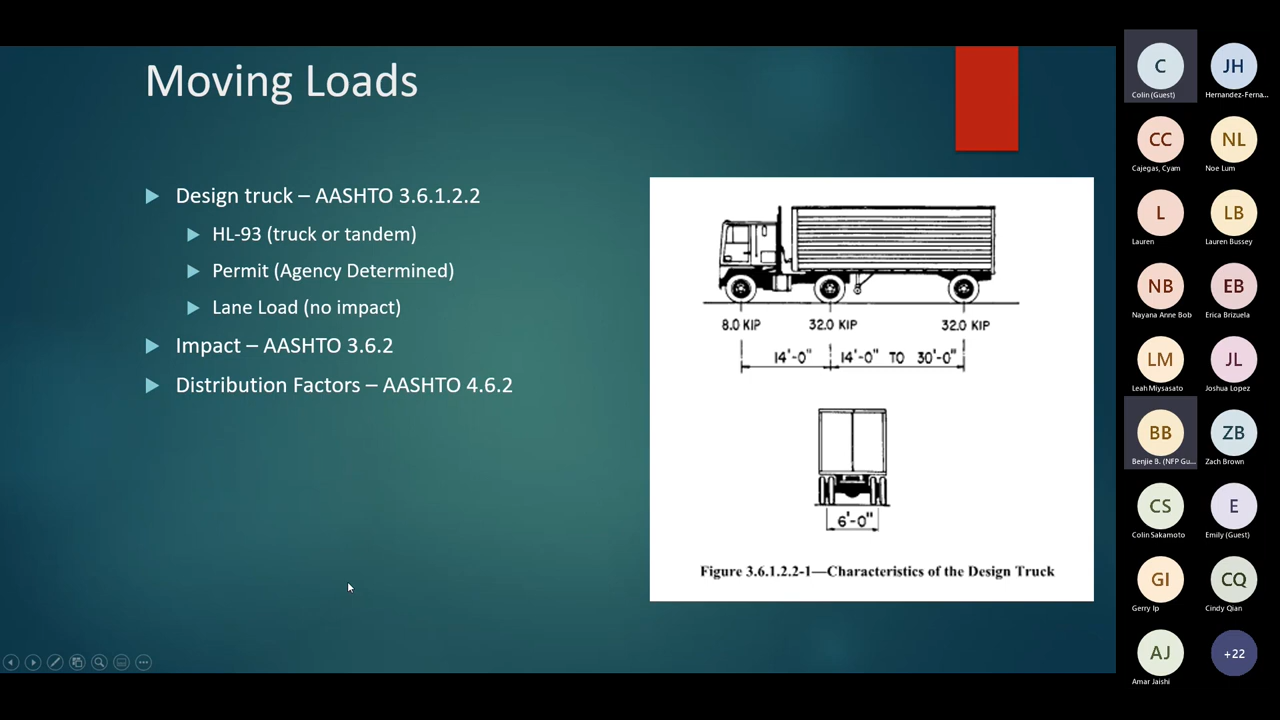 Moving Loads
Design truck – AASHTO 3.6.1.2.2
HL-93 (truck or tandem)
Permit (Agency Determined)
Lane Load (no impact)
Impact – AASHTO 3.6.2
Distribution Factors – AASHTO 4.6.2
8.0 KIP 32.0 KIP 32.0 KIP
14'-0" 14'-0" TO 30'-0"
6'-0"
Figure 3.6.1.2.2-1—Characteristics of the Design Truck
C JH
Colin (Guest) Hernandez-Ferna...
CC NL
Cajegas, Cyam Noe Lum
L LB
Lauren Lauren Bussey
NB EB
Nayana Anne Bob Erica Brizuela
LM JL
Leah Miysasato Joshua Lopez
BB ZB
Benjie B. (NFP Gu... Zach Brown
CS E
Colin Sakamoto Emily (Guest)
GI CQ
Gerry Ip Cindy Qian
AJ +22
Amar Jaishi